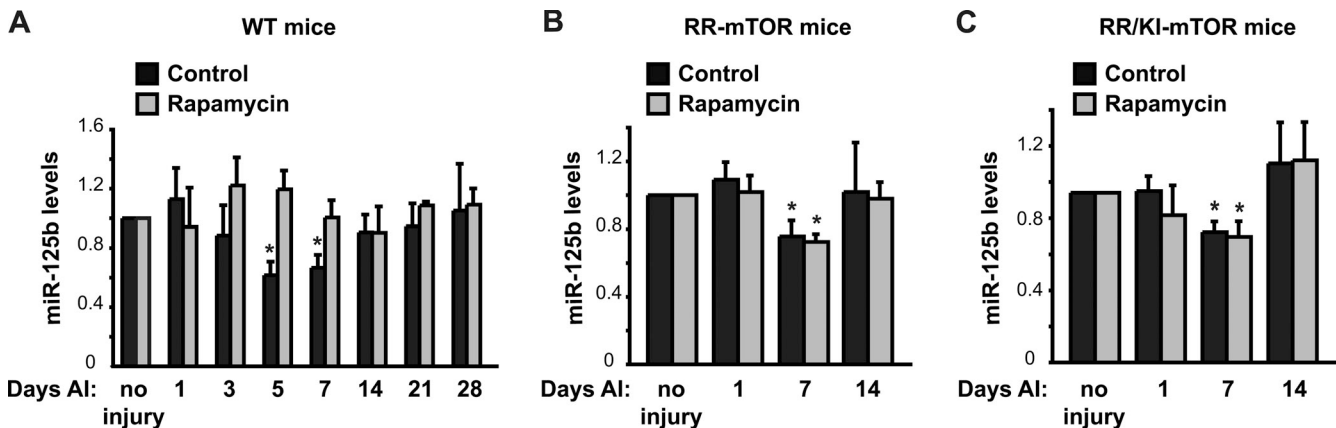 A
WT mice
Control
Rapamycin
miR-125b levels
1.6
1.2
0.8
0.4
0
*
*
Days AI: no injury 1 3 5 7 14 21 28
B
RR-mTOR mice
Control
Rapamycin
miR-125b levels
1.2
0.8
0.4
0
* *
Days AI: no injury 1 7 14
C
RR/KI-mTOR mice
Control
Rapamycin
miR-125b levels
1.2
0.8
0.4
0
* *
Days AI: no injury 1 7 14